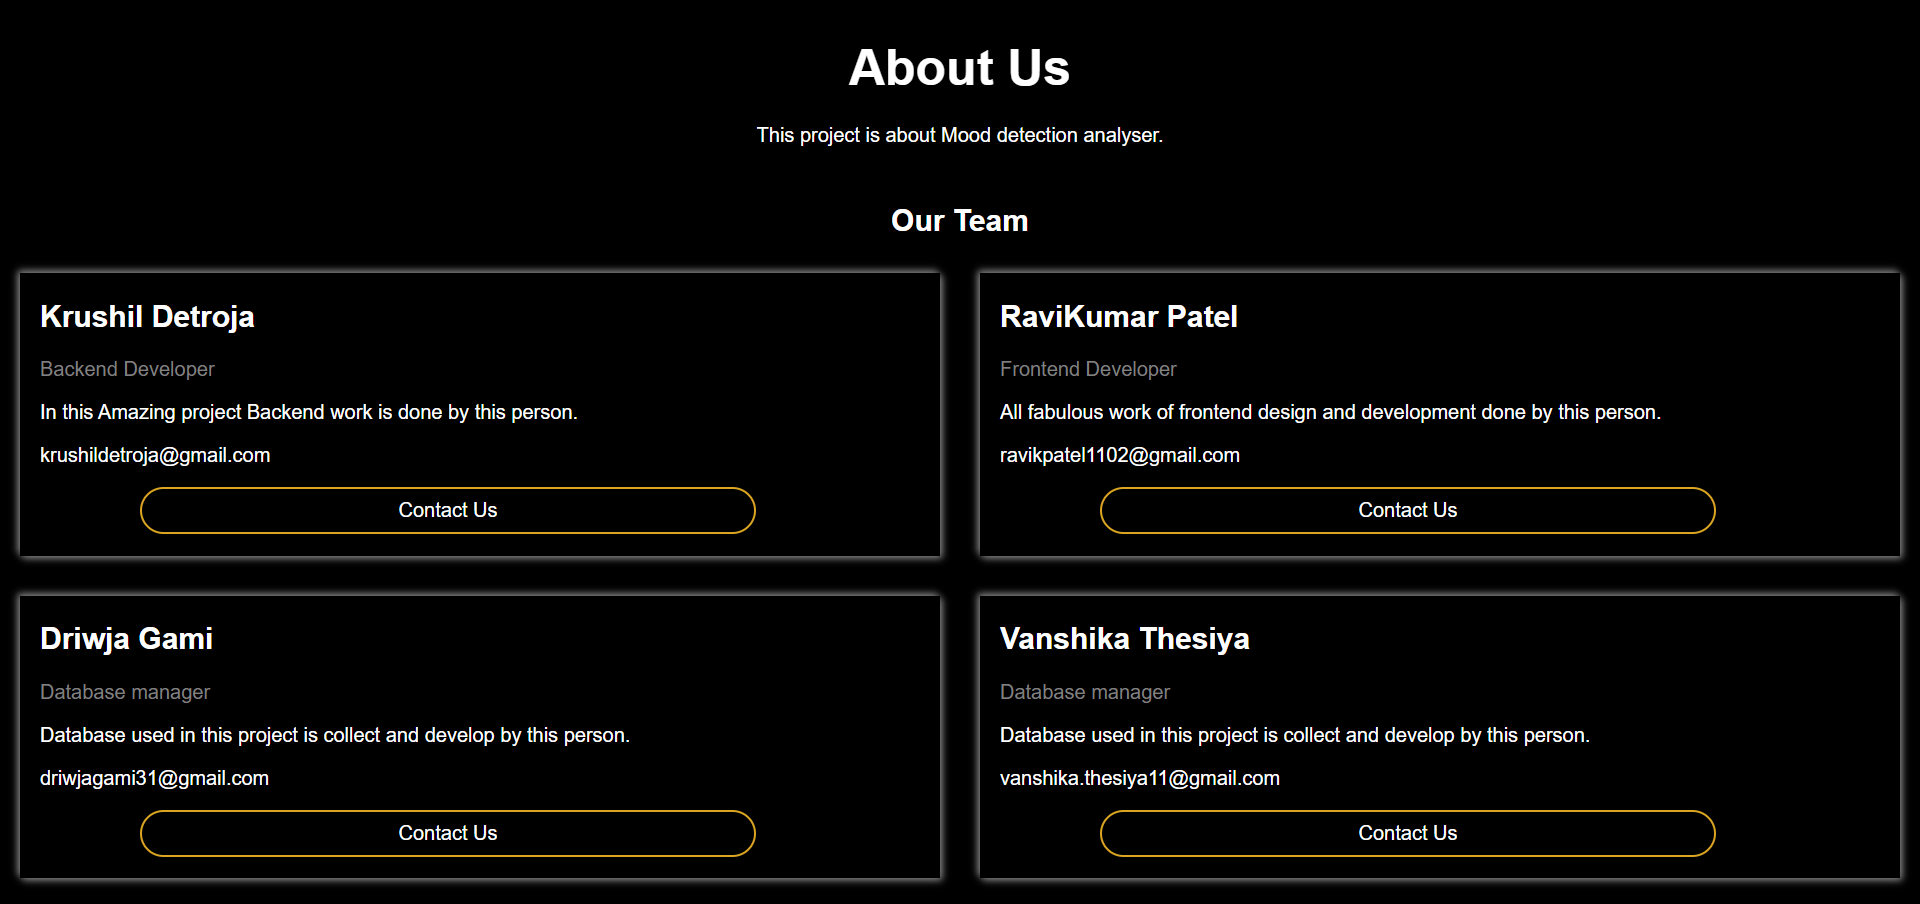 About Us
This project is about Mood detection analyser.
Our Team
Krushil Detroja
Backend Developer
In this Amazing project Backend work is done by this person.
krushildetroja@gmail.com
Contact Us
RaviKumar Patel
Frontend Developer
All fabulous work of frontend design and development done by this person.
ravikpatel1102@gmail.com
Contact Us
Driwja Gami
Database manager
Database used in this project is collect and develop by this person.
driwjagami31@gmail.com
Contact Us
Vanshika Thesiya
Database manager
Database used in this project is collect and develop by this person.
vanshika.thesiya11@gmail.com
Contact Us